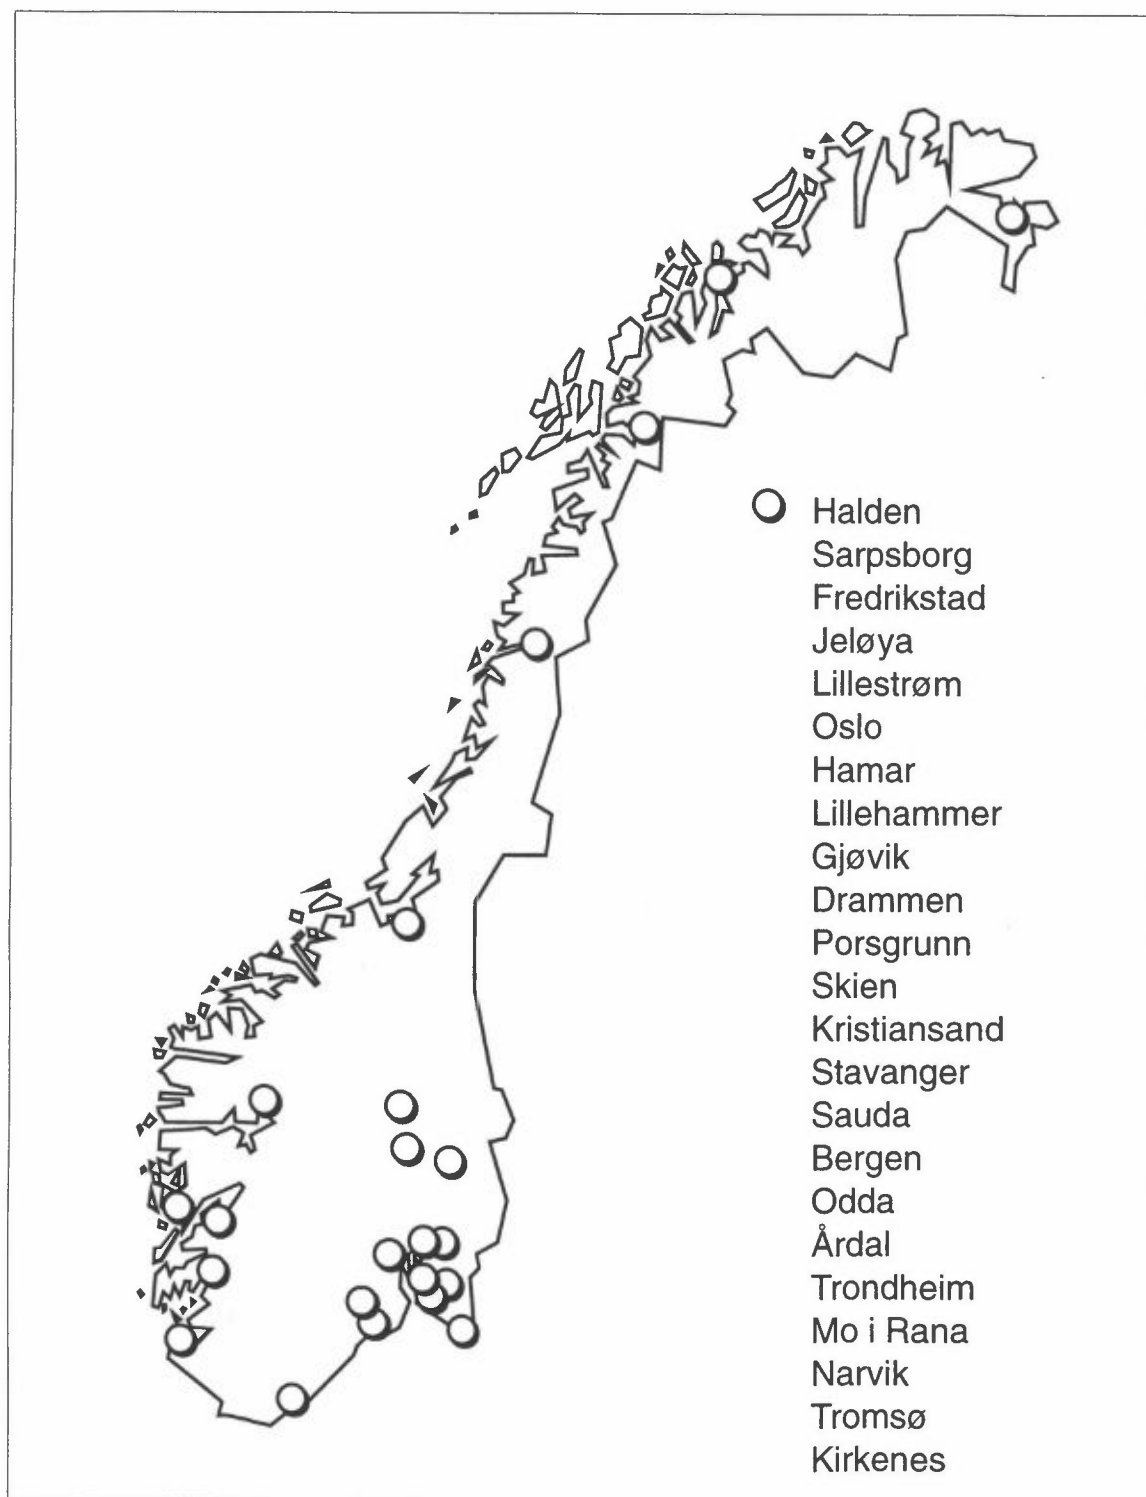 Halden
Sarpsborg
Fredrikstad
Jeløya
Lillestrøm
Oslo
Hamar
Lillehammer
Gjøvik
Drammen
Porsgrunn
Skien
Kristiansand
Stavanger
Sauda
Bergen
Odda
Årdal
Trondheim
Mo i Rana
Narvik
Tromsø
Kirkenes